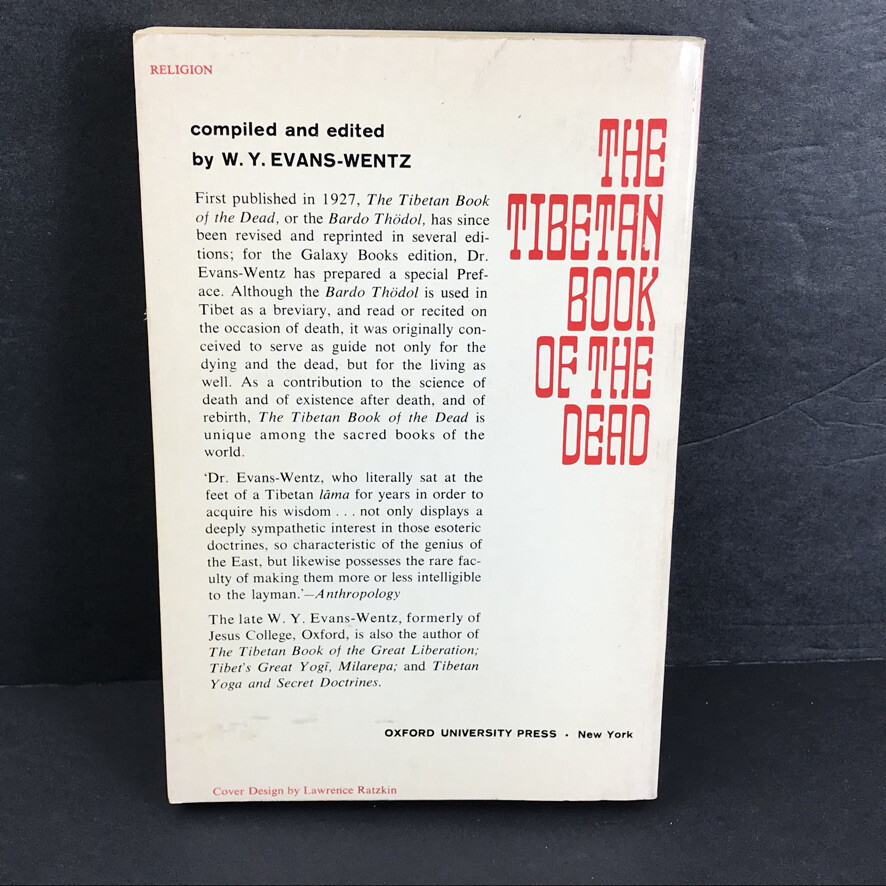 RELIGION
compiled and edited
by W. Y. EVANS-WENTZ
First published in 1927, The Tibetan Book
of the Dead, or the Bardo Thödol, has since
been revised and reprinted in several edi-
tions; for the Galaxy Books edition, Dr.
Evans-Wentz has prepared a special Pref-
ace. Although the Bardo Thödol is used in
Tibet as a breviary, and read or recited on
the occasion of death, it was originally con-
ceived to serve as guide not only for the
dying and the dead, but for the living as
well. As a contribution to the science of
death and of existence after death, and of
rebirth, The Tibetan Book of the Dead is
unique among the sacred books of the
world.
'Dr. Evans-Wentz, who literally sat at the
feet of a Tibetan lāma for years in order to
acquire his wisdom . . . not only displays a
deeply sympathetic interest in those esoteric
doctrines, so characteristic of the genius of
the East, but likewise possesses the rare fac-
ulty of making them more or less intelligible
to the layman.'—Anthropology
The late W. Y. Evans-Wentz, formerly of
Jesus College, Oxford, is also the author of
The Tibetan Book of the Great Liberation;
Tibet's Great Yogī, Milarepa; and Tibetan
Yoga and Secret Doctrines.
THE
TIBETAN
BOOK
OF THE
DEAD
OXFORD UNIVERSITY PRESS · New York
Cover Design by Lawrence Ratzkin